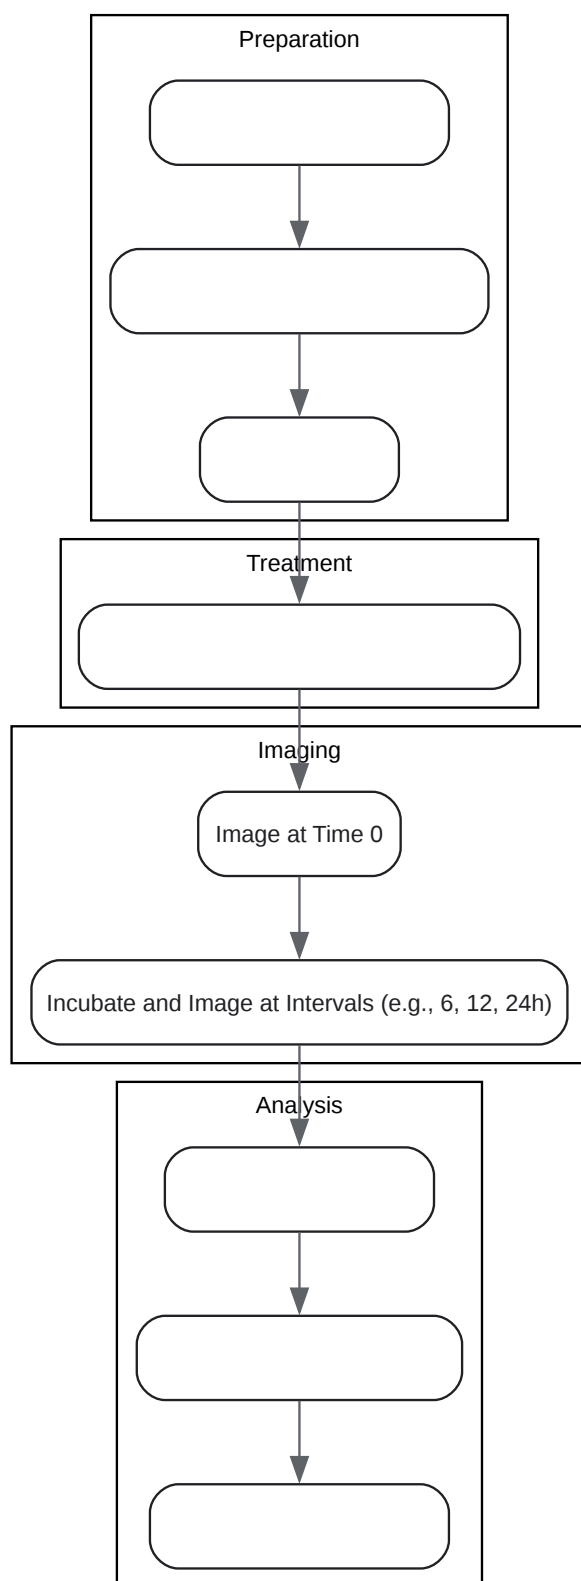 Preparation
Treatment
Imaging
Image at Time 0
Incubate and Image at Intervals (e.g., 6, 12, 24h)
Analysis